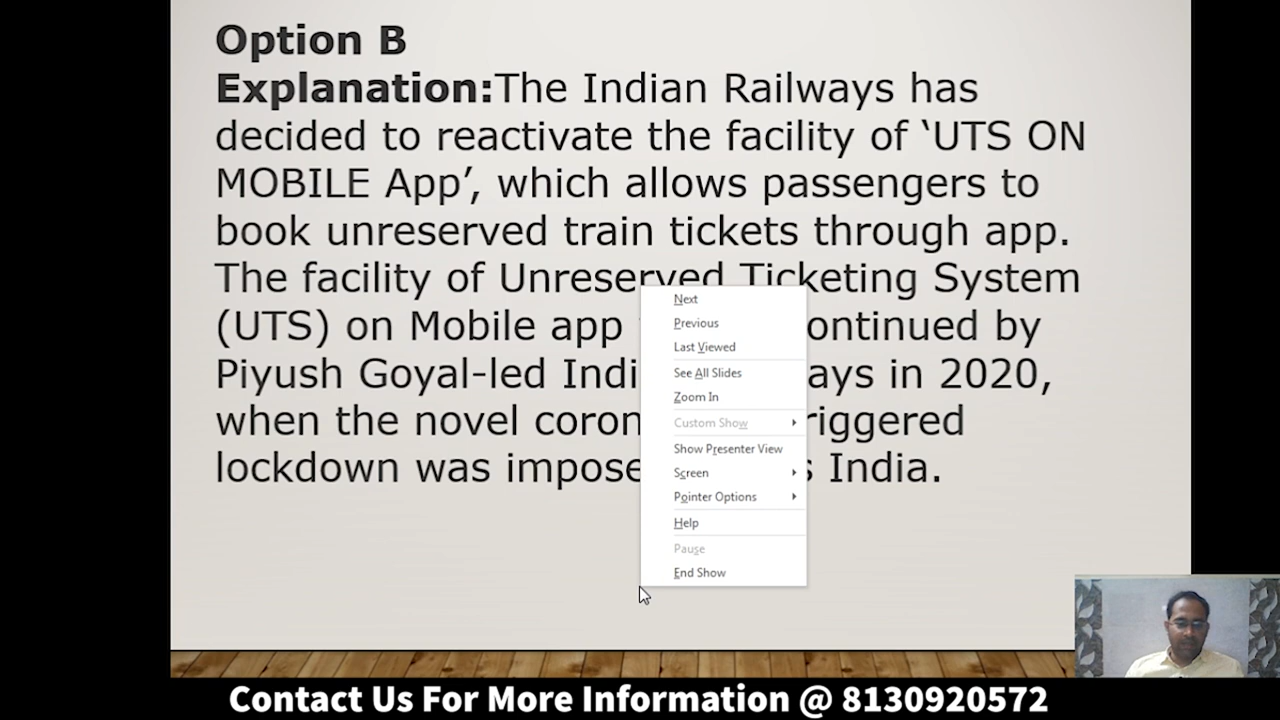 Option B
Explanation:The Indian Railways has
decided to reactivate the facility of ‘UTS ON
MOBILE App’, which allows passengers to
book unreserved train tickets through app.
The facility of Unreserved Ticketing System
(UTS) on Mobile app ontinued by
Piyush Goyal-led Indi ays in 2020,
when the novel coron riggered
lockdown was impose s India.
Next
Previous
Last Viewed
See All Slides
Zoom In
Custom Show
Show Presenter View
Screen
Pointer Options
Help
Pause
End Show
Contact Us For More Information @ 8130920572